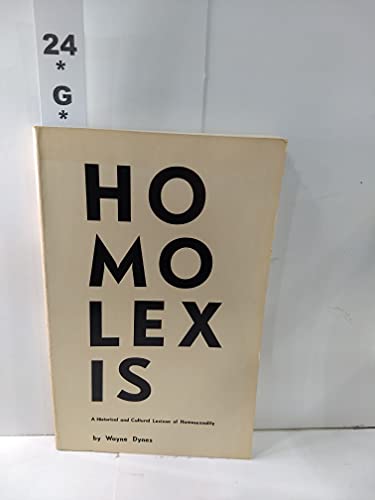 24
* G *
HO
MO
LEX
IS
A Historical and Cultural Lexicon of Homosexuality
by Wayne Dynes